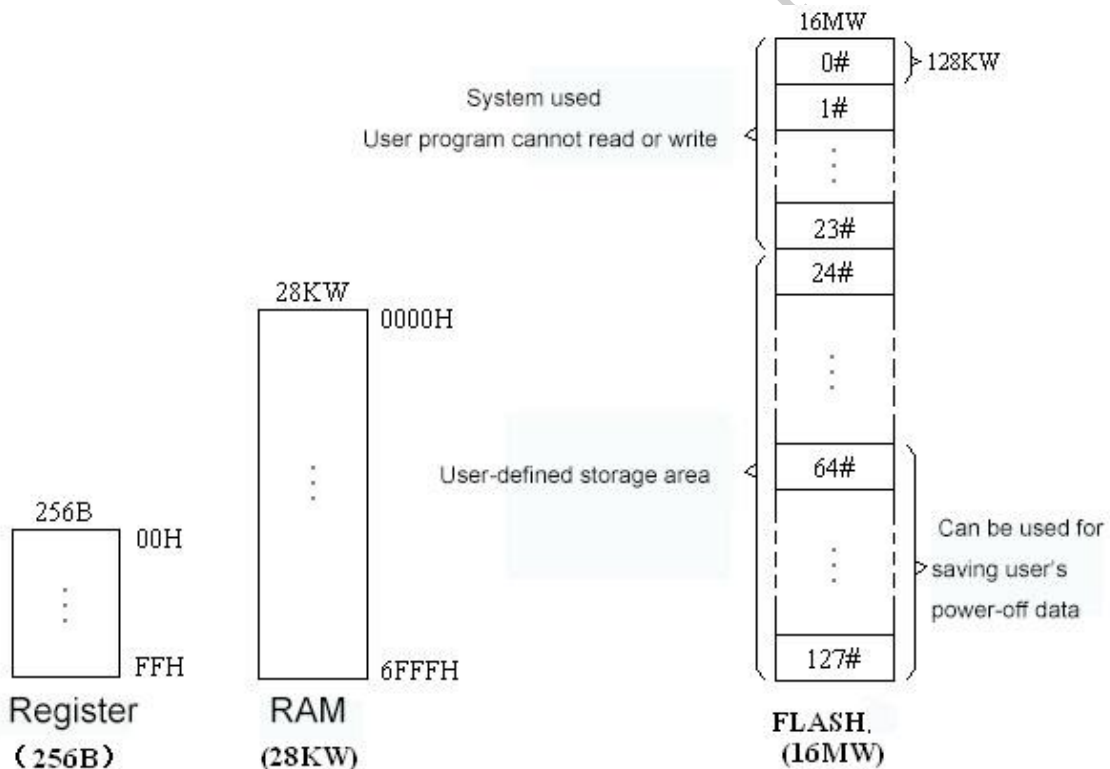 16MW
0#
128KW
1#
System used
User program cannot read or write
23#
24#
28KW
0000H
User-defined storage area
64#
256B
00H
Can be used for
saving user's
power-off data
127#
FFH
6FFFH
Register
(256B)
RAM
(28KW)
FLASH,
(16MW)